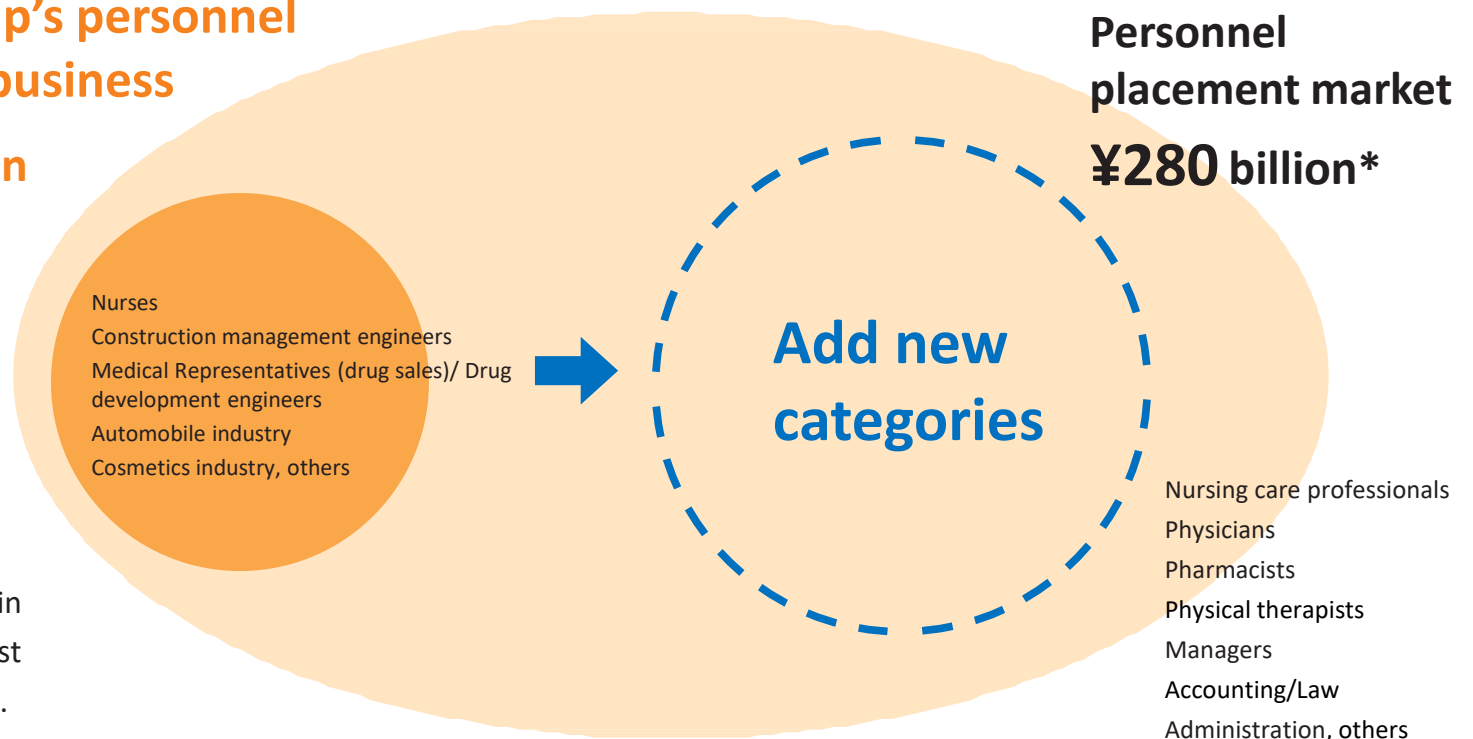 p's personnel
business
n
Personnel
placement market
¥280 billion*
Nurses
Construction management engineers
Medical Representatives (drug sales)/ Drug
development engineers
Automobile industry
Cosmetics industry, others
Add new
categories
in
st
.
Nursing care professionals
Physicians
Pharmacists
Physical therapists
Managers
Accounting/Law
Administration, others